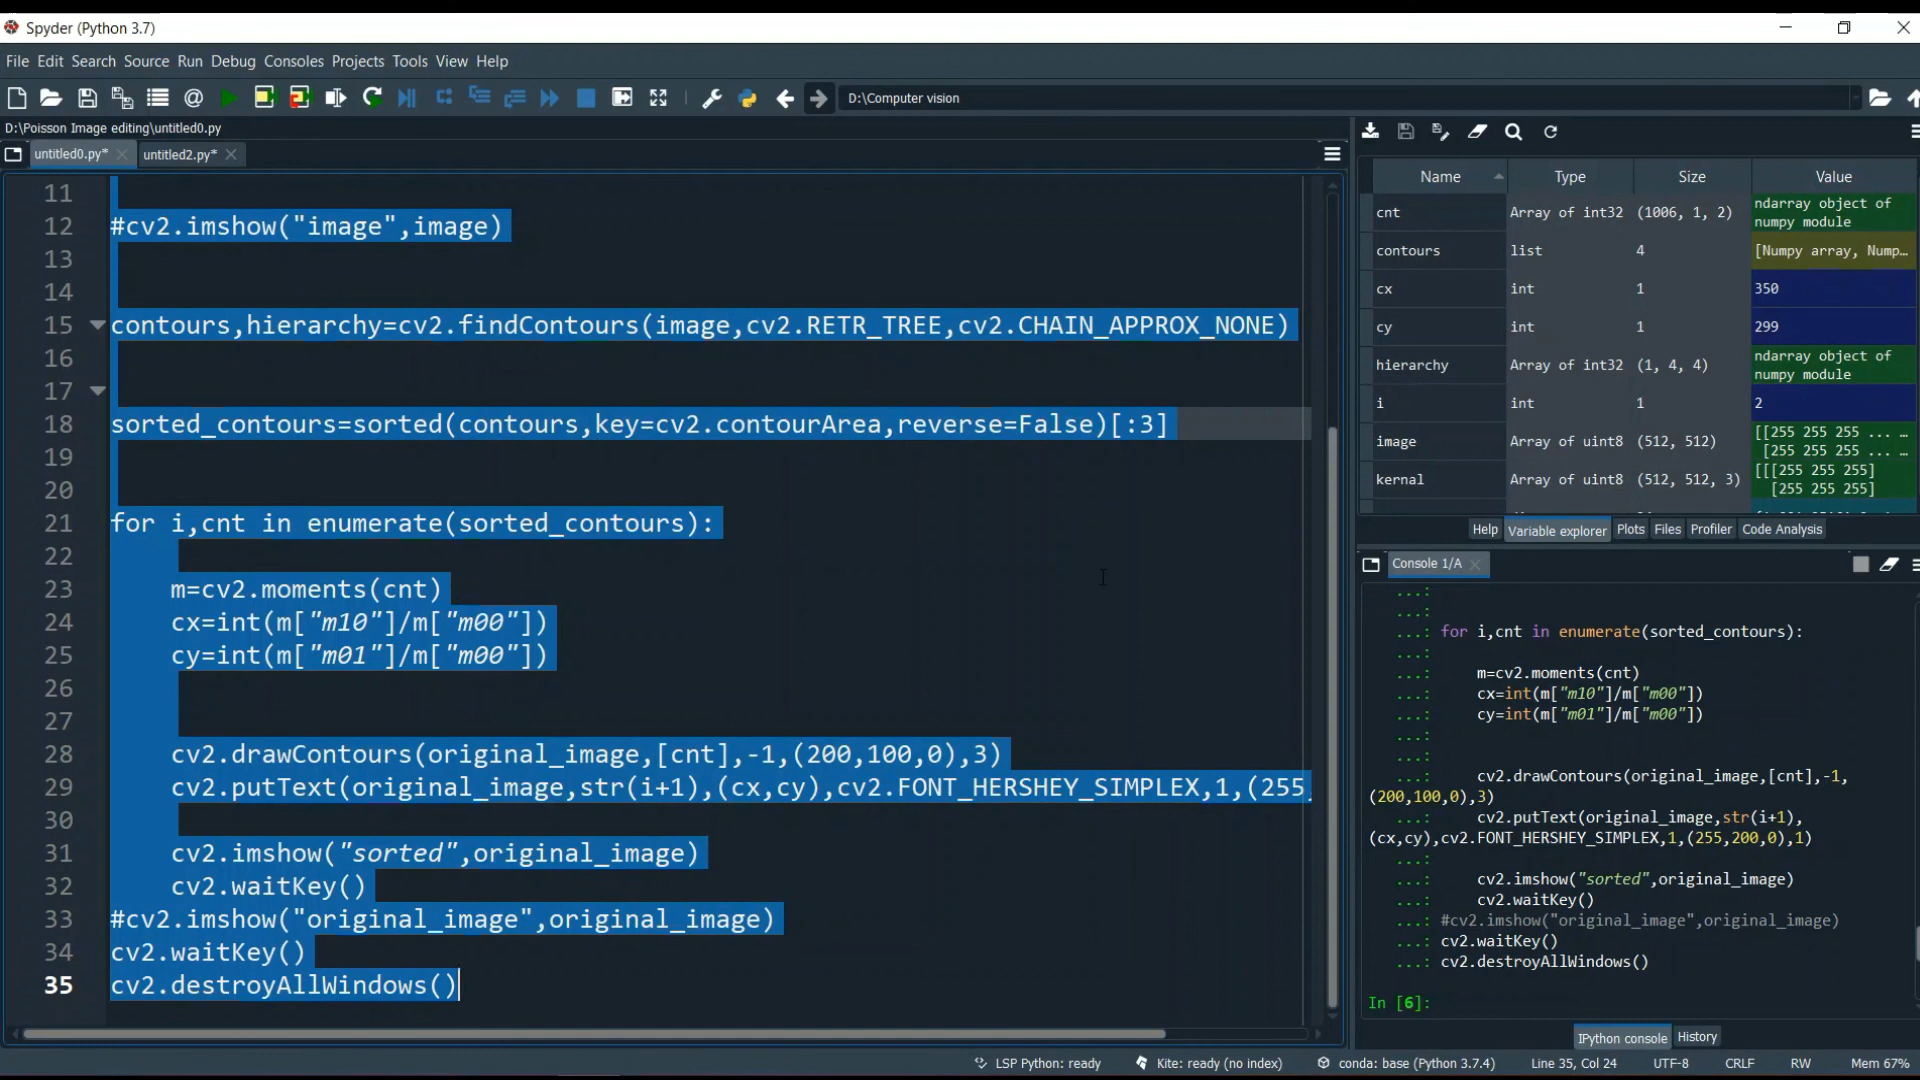 Spyder (Python 3.7)
File Edit Search Source Run Debug Consoles Projects Tools View Help
D:\Computer vision
D:\Poisson Image editing\untitled0.py
untitled0.py* untitled2.py*
11
12 #cv2.imshow("image",image)
13
14
15 contours,hierarchy=cv2.findContours(image,cv2.RETR_TREE,cv2.CHAIN_APPROX_NONE)
16
17
18 sorted_contours=sorted(contours,key=cv2.contourArea,reverse=False)[:3]
19
20
21 for i,cnt in enumerate(sorted_contours):
22
23 m=cv2.moments(cnt)
24 cx=int(m["m10"]/m["m00"])
25 cy=int(m["m01"]/m["m00"])
26
27
28 cv2.drawContours(original_image,[cnt],-1,(200,100,0),3)
29 cv2.putText(original_image,str(i+1),(cx,cy),cv2.FONT_HERSHEY_SIMPLEX,1,(255,
30
31 cv2.imshow("sorted",original_image)
32 cv2.waitKey()
33 #cv2.imshow("original_image",original_image)
34 cv2.waitKey()
35 cv2.destroyAllWindows()
Name Type Size Value
cnt Array of int32 (1006, 1, 2) ndarray object of
numpy module
contours list 4 [Numpy array, Nump…
cx int 1 350
cy int 1 299
hierarchy Array of int32 (1, 4, 4) ndarray object of
numpy module
i int 1 2
image Array of uint8 (512, 512) [[255 255 255 ... …
[255 255 255 ... …
kernal Array of uint8 (512, 512, 3) [[[255 255 255]
[255 255 255]
Help Variable explorer Plots Files Profiler Code Analysis
Console 1/A
...:
...:
...: for i,cnt in enumerate(sorted_contours):
...:
...: m=cv2.moments(cnt)
...: cx=int(m["m10"]/m["m00"])
...: cy=int(m["m01"]/m["m00"])
...:
...:
...: cv2.drawContours(original_image,[cnt],-1,
(200,100,0),3)
...: cv2.putText(original_image,str(i+1),
(cx,cy),cv2.FONT_HERSHEY_SIMPLEX,1,(255,200,0),1)
...:
...: cv2.imshow("sorted",original_image)
...: cv2.waitKey()
...: #cv2.imshow("original_image",original_image)
...: cv2.waitKey()
...: cv2.destroyAllWindows()
In [6]:
IPython console History
LSP Python: ready Kite: ready (no index) conda: base (Python 3.7.4) Line 35, Col 24 UTF-8 CRLF RW Mem 67%